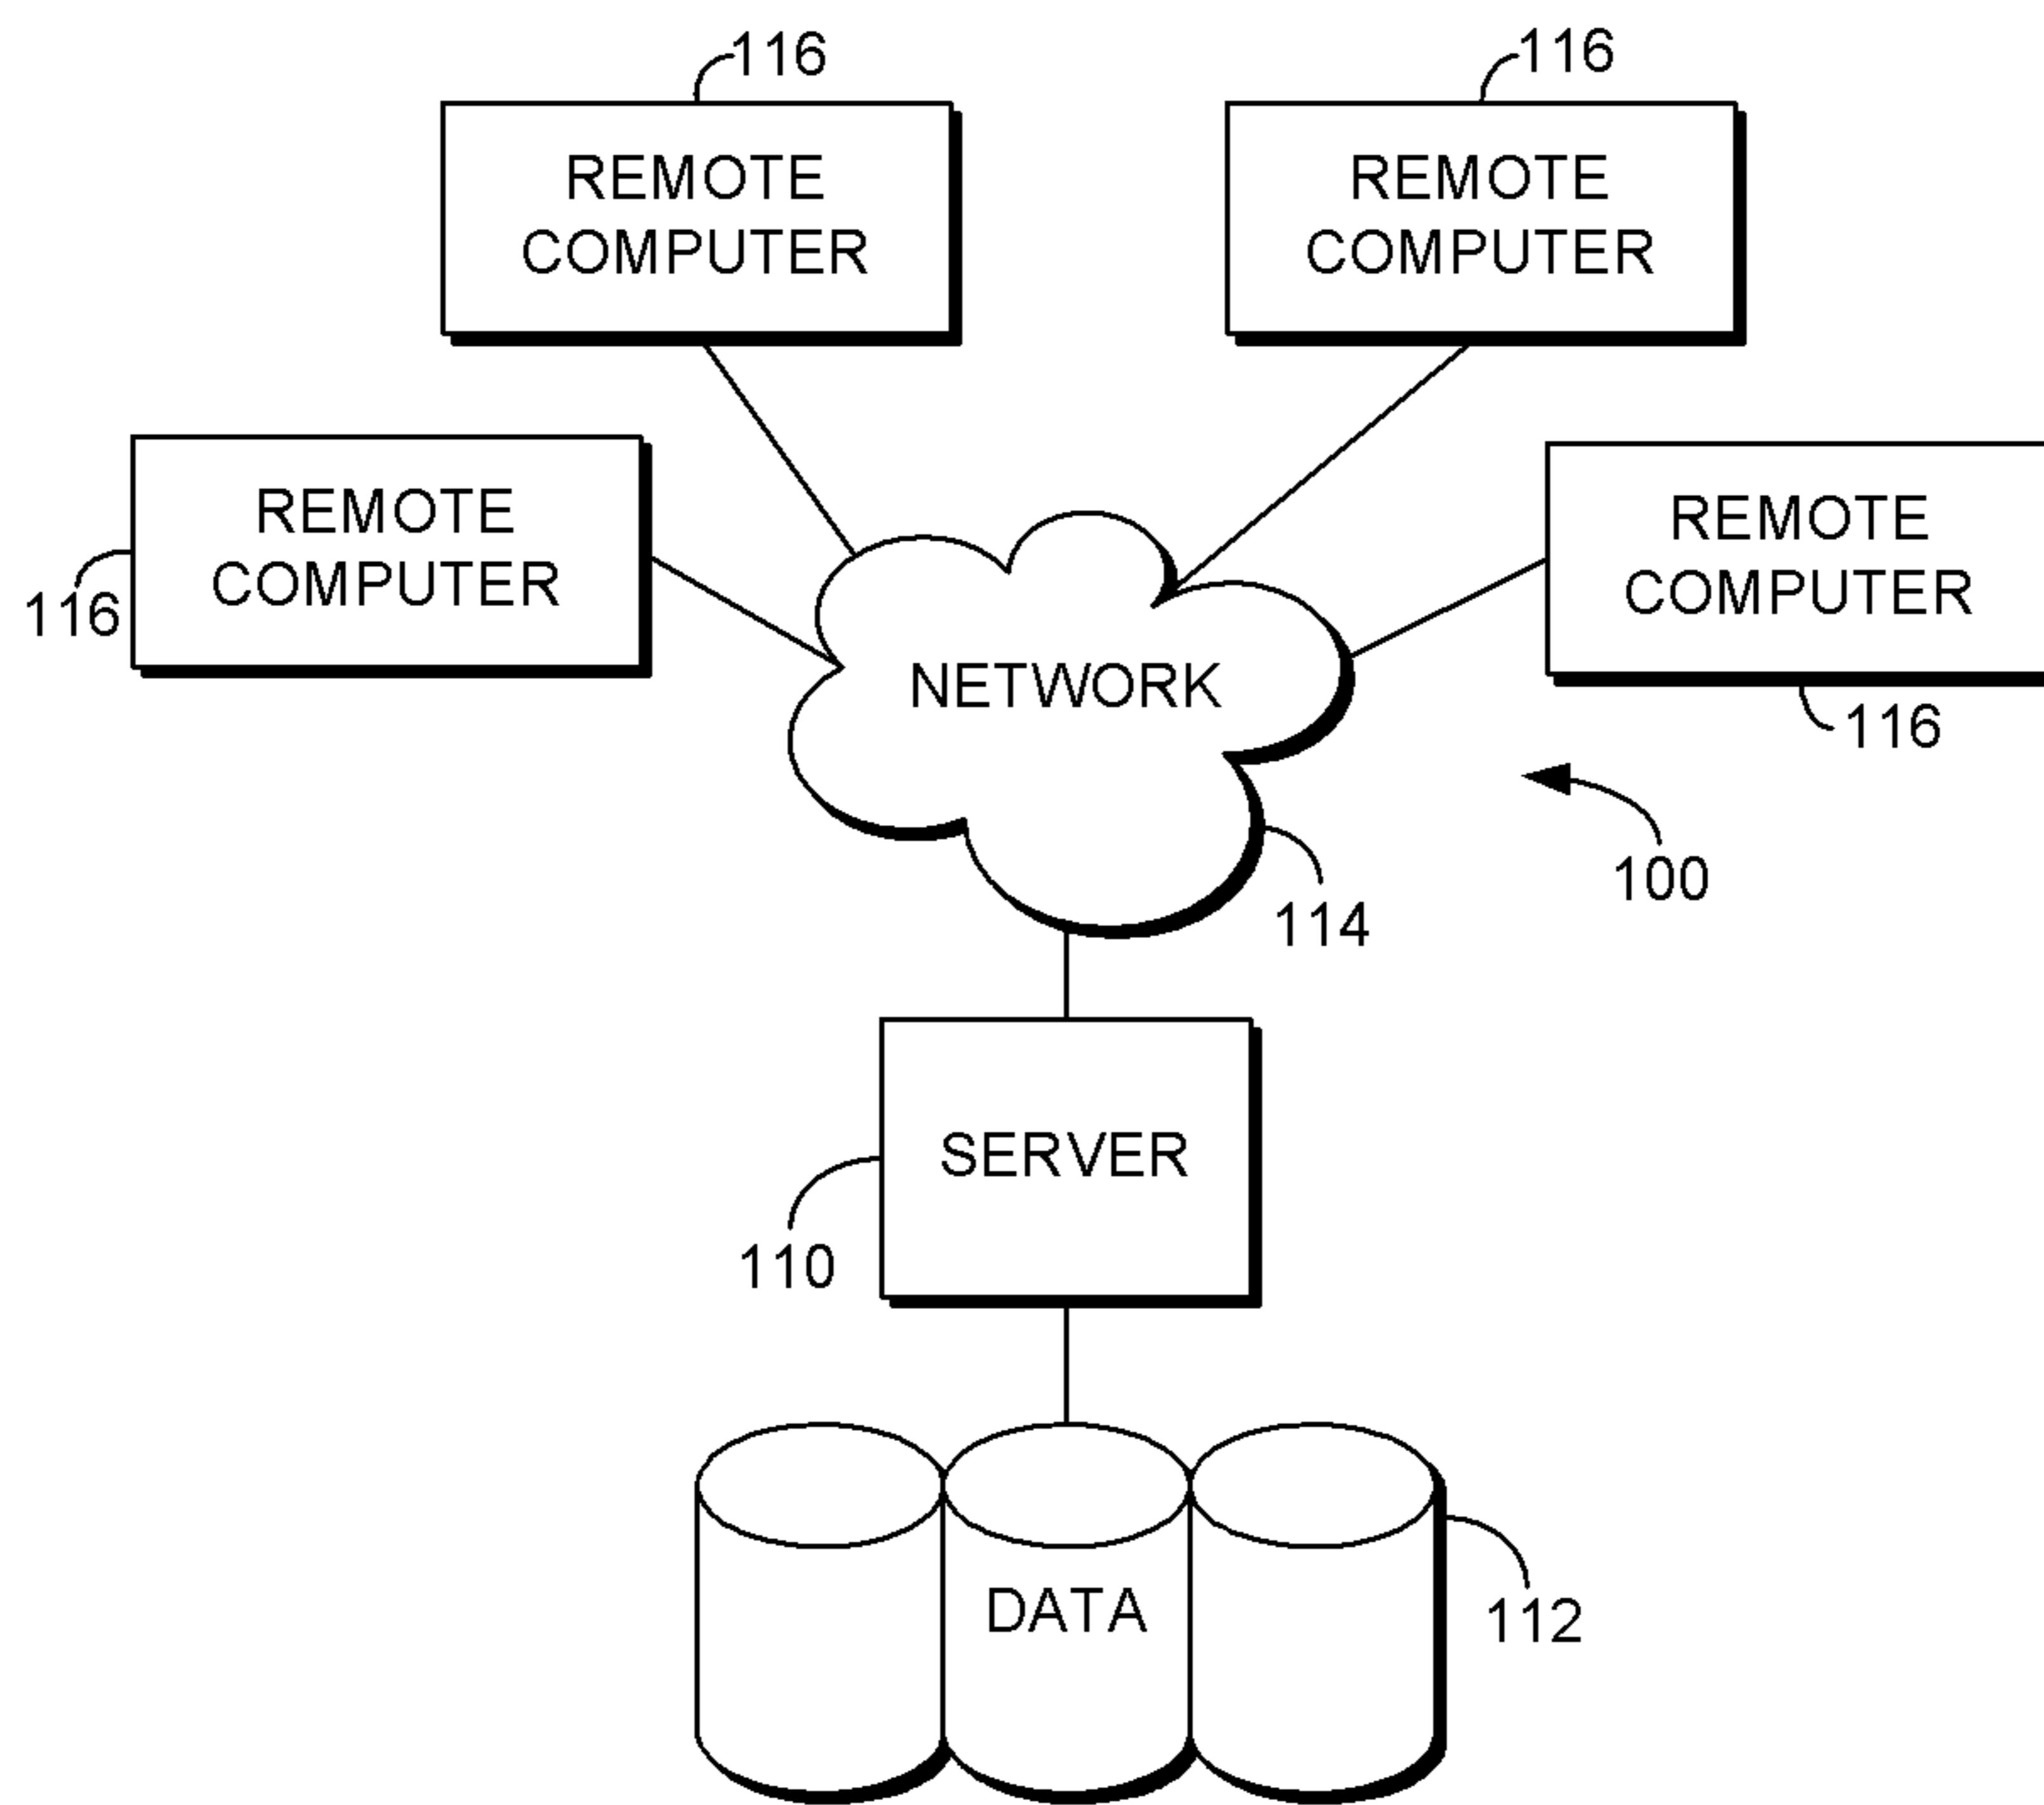 116
116
REMOTE
COMPUTER
REMOTE
COMPUTER
REMOTE
COMPUTER
116
REMOTE
COMPUTER
116
NETWORK
100
114
SERVER
110
DATA
112